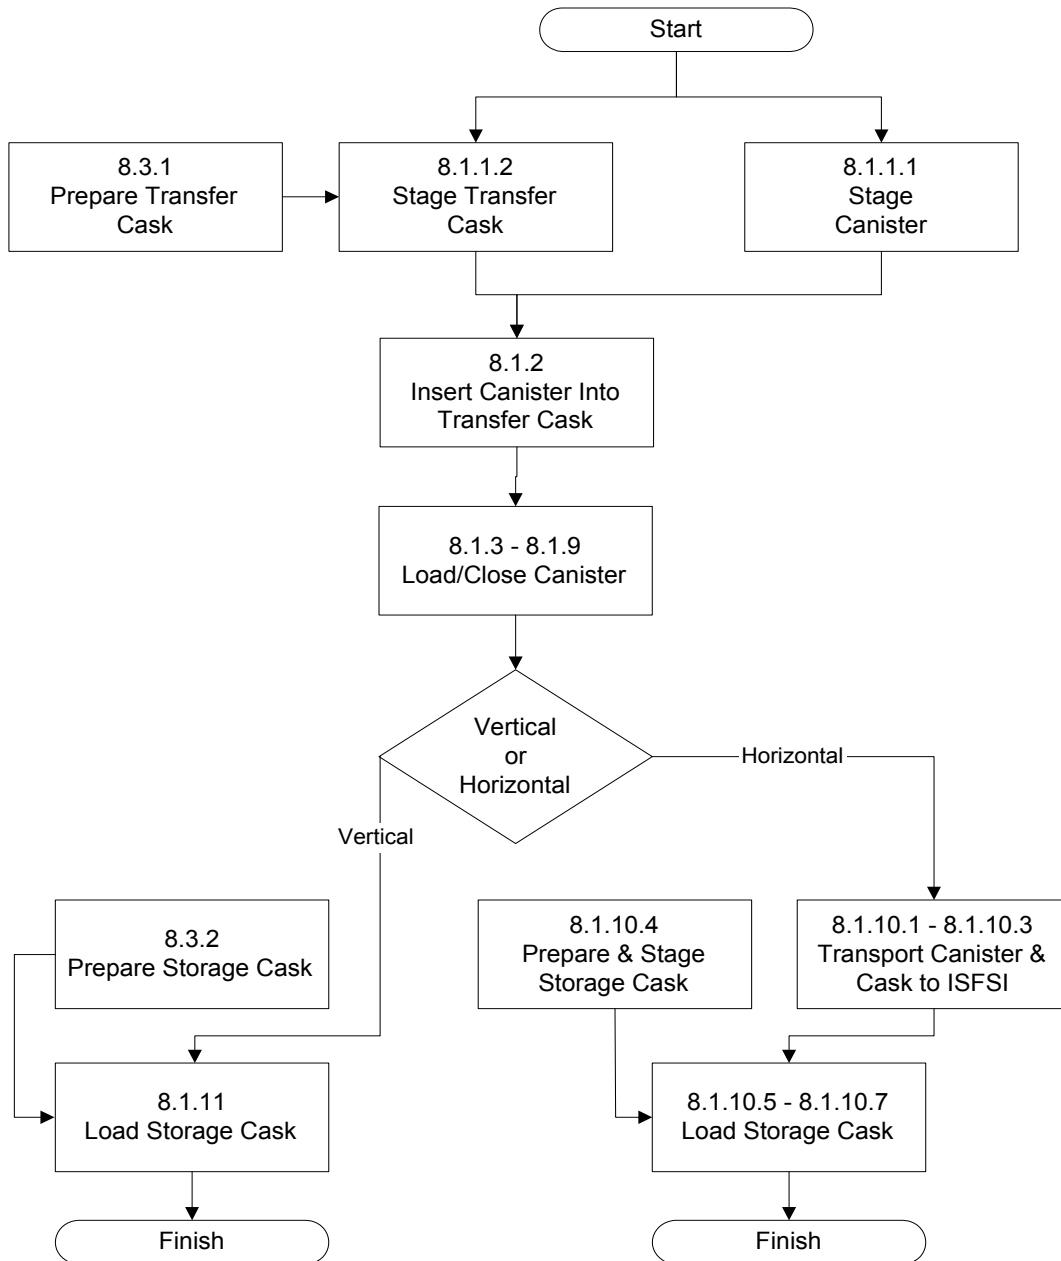 Start
8.3.1
Prepare Transfer
Cask
8.1.1.2
Stage Transfer
Cask
8.1.1.1
Stage
Canister
8.1.2
Insert Canister Into
Transfer Cask
8.1.3 - 8.1.9
Load/Close Canister
Vertical
or
Horizontal
Horizontal
Vertical
8.3.2
Prepare Storage Cask
8.1.10.4
Prepare & Stage
Storage Cask
8.1.10.1 - 8.1.10.3
Transport Canister &
Cask to ISFSI
8.1.11
Load Storage Cask
8.1.10.5 - 8.1.10.7
Load Storage Cask
Finish
Finish